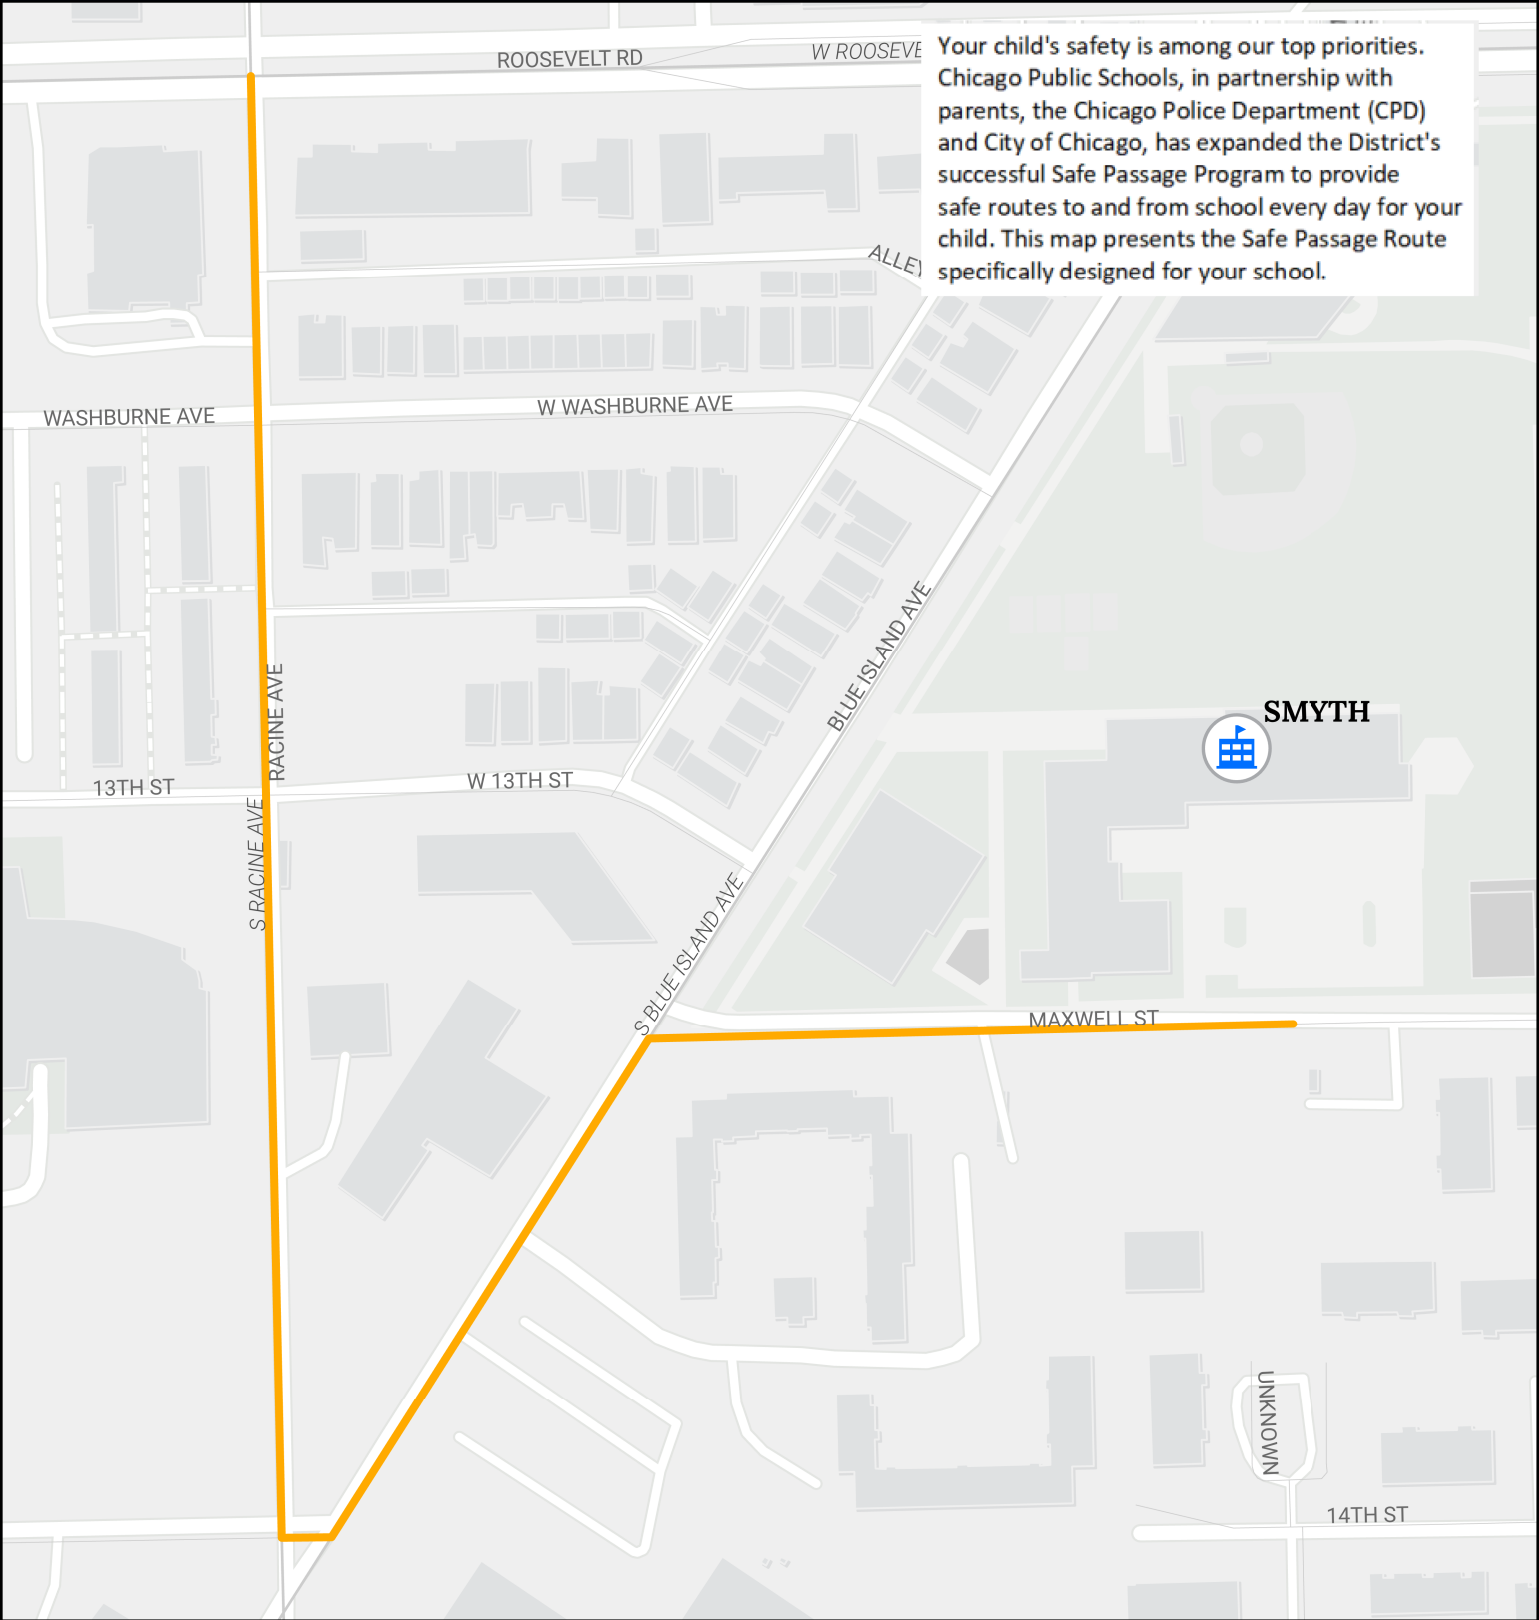 ROOSEVELT RD
W ROOSEVE
Your child's safety is among our top priorities.
Chicago Public Schools, in partnership with
parents, the Chicago Police Department (CPD)
and City of Chicago, has expanded the District's
successful Safe Passage Program to provide
safe routes to and from school every day for your
child. This map presents the Safe Passage Route
specifically designed for your school.
ALLEY
WASHBURNE AVE
W WASHBURNE AVE
BLUE ISLAND AVE
RACINE AVE
SMYTH
13TH ST
W 13TH ST
S RACINE AVE
S BLUE ISLAND AVE
MAXWELL ST
UNKNOWN
14TH ST